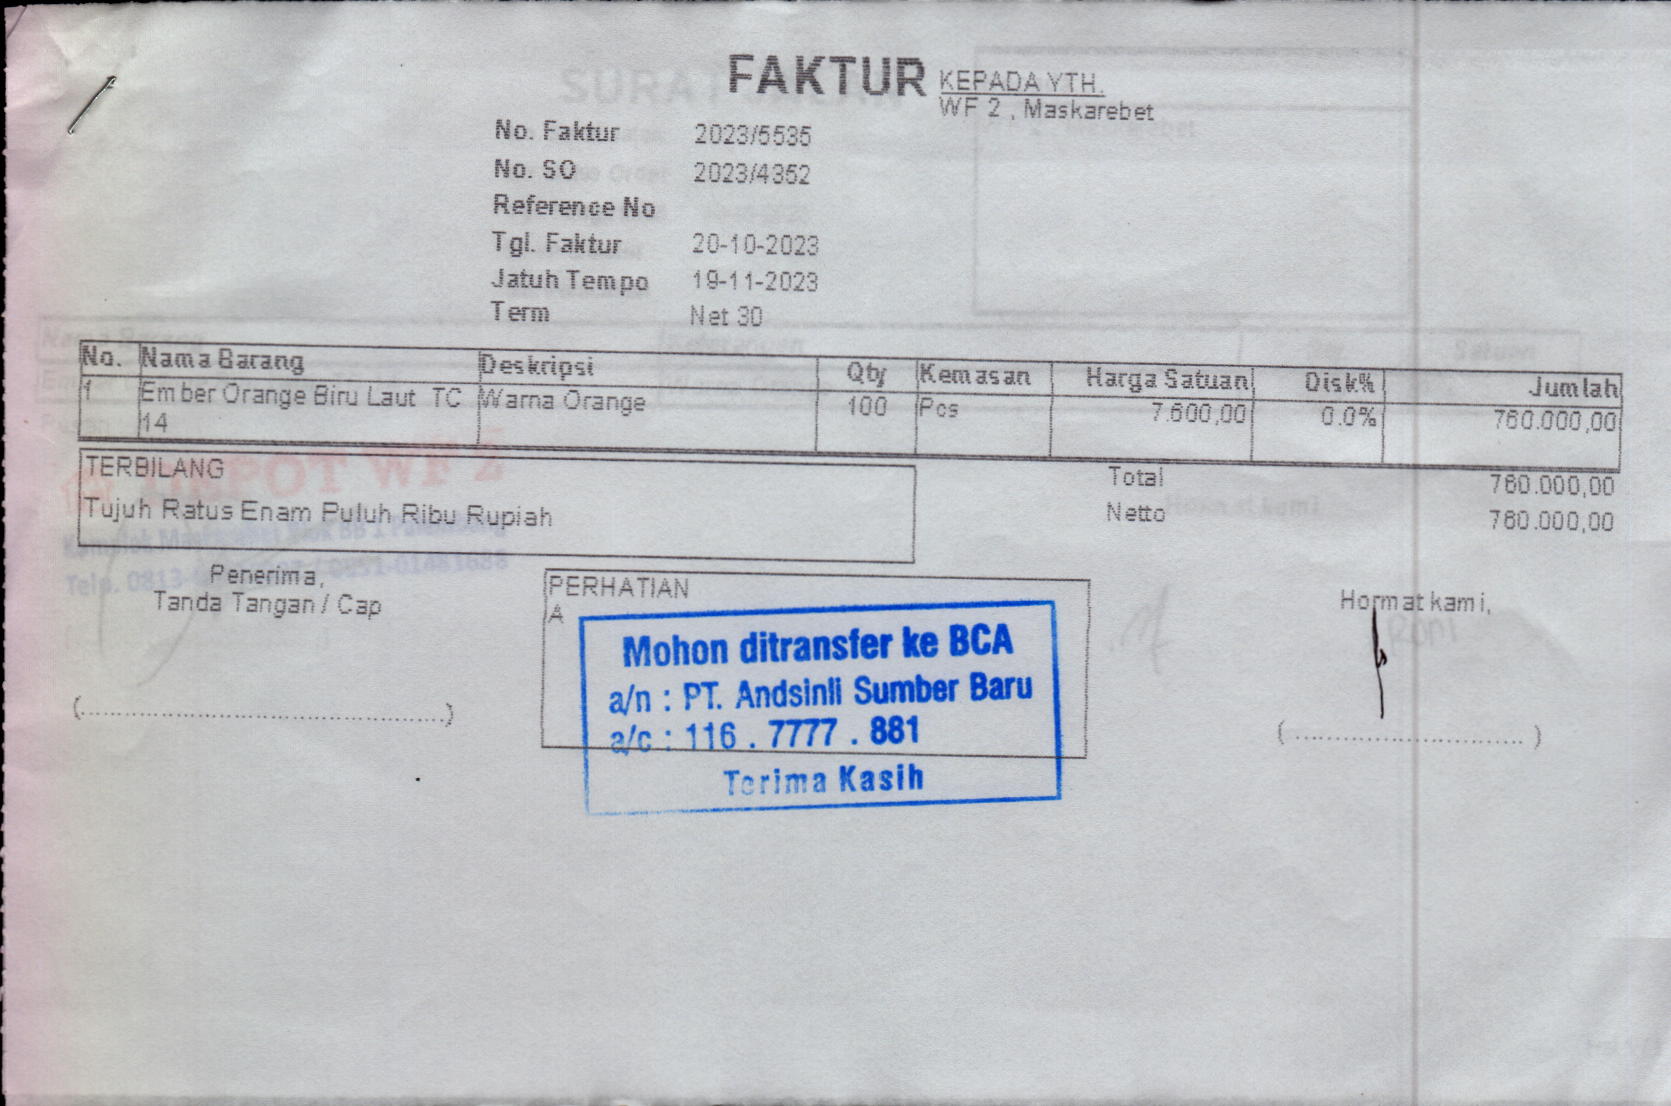 FAKTUR
KEPADA YTH.
WF 2 , Maskarebet
No. Faktur 2023/5535
No. SO 2023/4352
Reference No
Tgl. Faktur 20-10-2023
Jatuh Tempo 19-11-2023
Term Net 30
No. Nama Barang Deskripsi Qty Kemasan Harga Satuan Disk% Jumlah
1 Ember Orange Biru Laut TC Warna Orange 100 Pcs 7.600,00 0.0% 760.000,00
14
TERBILANG
Tujuh Ratus Enam Puluh Ribu Rupiah
Total 760.000,00
Netto 760.000,00
Penerima,
Tanda Tangan / Cap
(............................................)
PERHATIAN
A
Mohon ditransfer ke BCA
a/n : PT. Andsinli Sumber Baru
a/c : 116 . 7777 . 881
Terima Kasih
Hormat kami,
( ............................ )
DEPOT WF 2